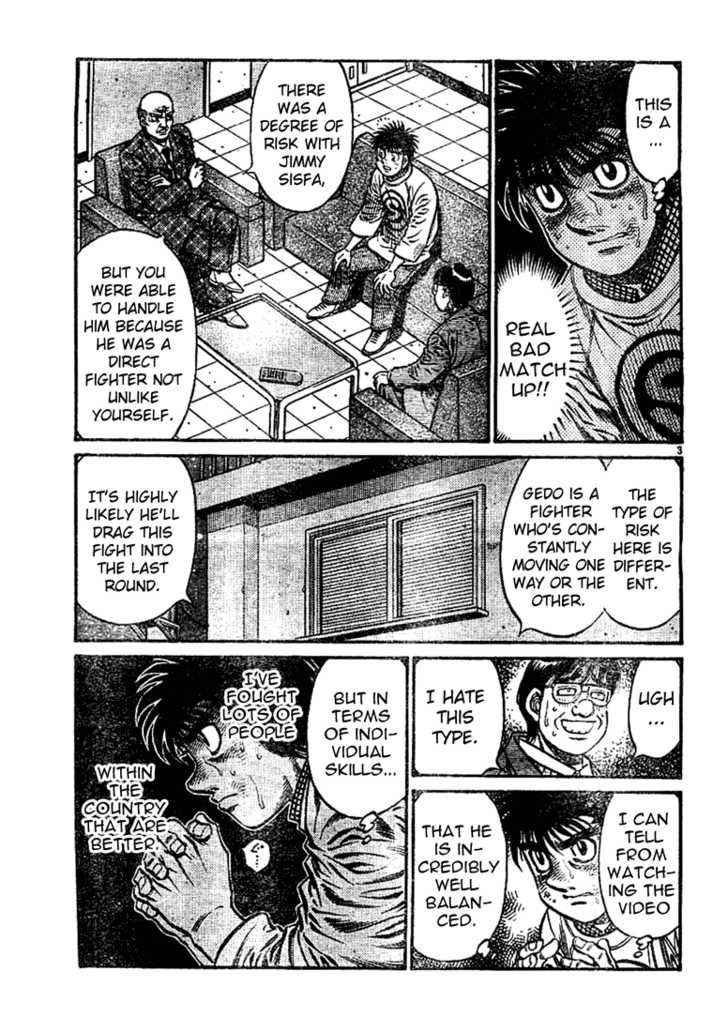 THIS
IS A
...
REAL
BAD
MATCH-
UP!!
THERE
WAS A
DEGREE OF
RISK WITH
JIMMY
SISFA,
BUT YOU
WERE ABLE
TO HANDLE
HIM BECAUSE
HE WAS A
DIRECT
FIGHTER NOT
UNLIKE
YOURSELF.
3
THE
TYPE OF
RISK
HERE IS
DIFFER-
ENT.
GEDO IS A
FIGHTER
WHO'S CON-
STANTLY
MOVING ONE
WAY OR THE
OTHER.
IT'S HIGHLY
LIKELY HE'LL
DRAG THIS
FIGHT INTO
THE LAST
ROUND.
UGH
...
I HATE
THIS
TYPE.
I CAN
TELL
FROM
WATCH-
ING THE
VIDEO
THAT HE
IS IN-
CREDIBLY
WELL
BALAN-
CED.
BUT IN
TERMS
OF INDI-
VIDUAL
SKILLS...
I'VE
FOUGHT
LOTS OF
PEOPLE
WITHIN
THE
COUNTRY
THAT ARE
BETTER.
...